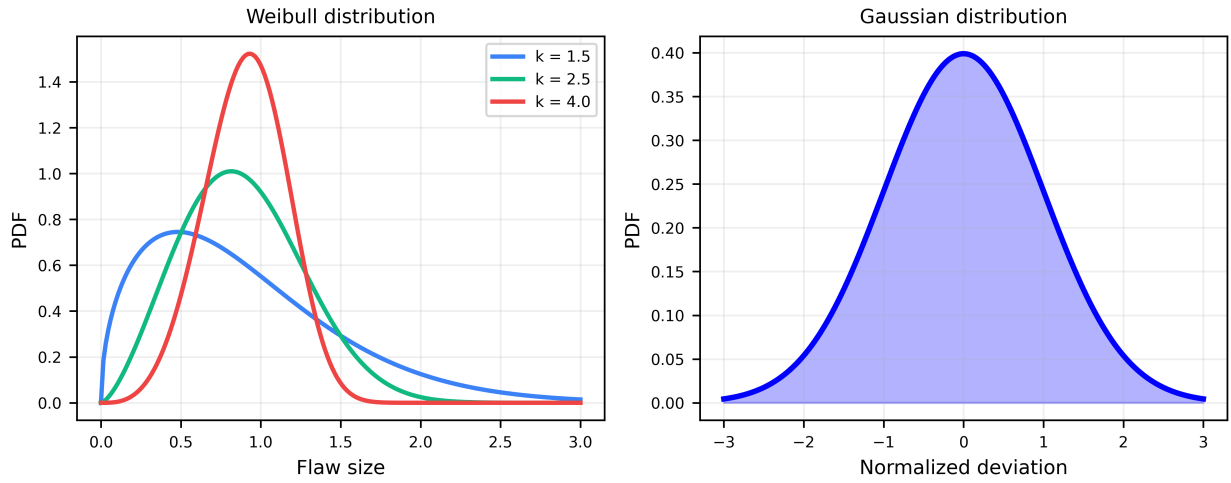 Weibull distribution
PDF
1.4
1.2
1.0
0.8
0.6
0.4
0.2
0.0
k = 1.5
k = 2.5
k = 4.0
0.0 0.5 1.0 1.5 2.0 2.5 3.0
Flaw size
Gaussian distribution
PDF
0.40
0.35
0.30
0.25
0.20
0.15
0.10
0.05
0.00
−3 −2 −1 0 1 2 3
Normalized deviation